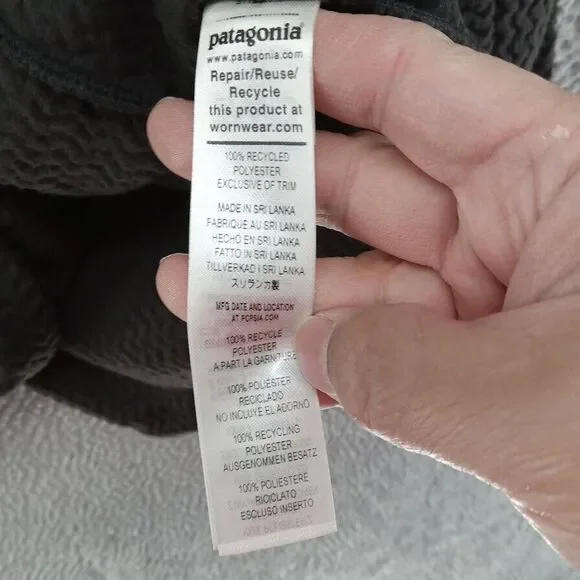 patagonia®
www.patagonia.com
Repair/Reuse/
Recycle
this product at
wornwear.com
100% RECYCLED
POLYESTER
EXCLUSIVE OF TRIM
MADE IN SRI LANKA
FABRIQUÉ AU SRI LANKA
HECHO EN SRI LANKA
FATTO IN SRI LANKA
TILLVERKAD I SRI LANKA
スリランカ製
MFG DATE AND LOCATION
AT PCPSIA.COM
100% RECYCLE
POLYESTER
A PART LA GARNITURE
100% POLIÉSTER
RECICLADO
NO INCLUYE EL ADORNO
100% RECYCLING
POLYESTER
AUSGENOMMEN BESATZ
100% POLIESTERE
RICICLATO
ESCLUSO INSERTO